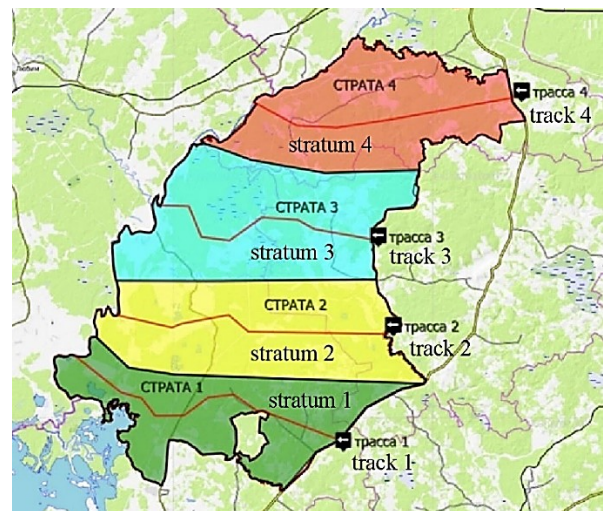 СТРАТА 4
трасса 4
track 4
stratum 4
СТРАТА 3
трасса 3
stratum 3
track 3
СТРАТА 2
трасса 2
stratum 2
track 2
СТРАТА 1
stratum 1
трасса 1
track 1